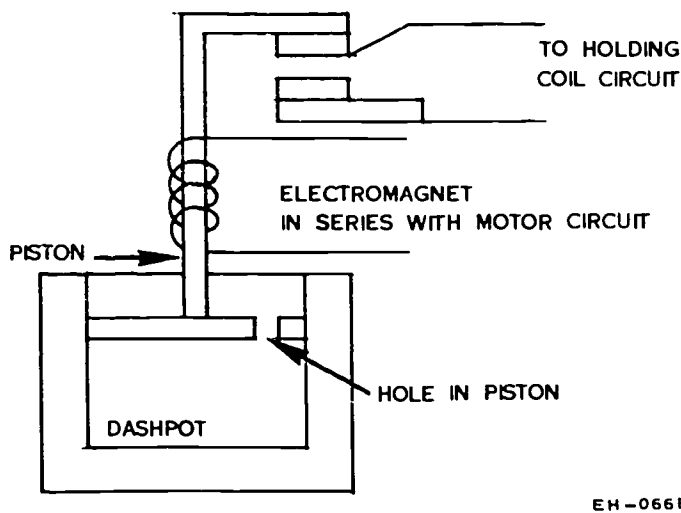 TO HOLDING
COIL CIRCUIT
ELECTROMAGNET
IN SERIES WITH MOTOR CIRCUIT
PISTON
HOLE IN PISTON
DASHPOT
EH-0661